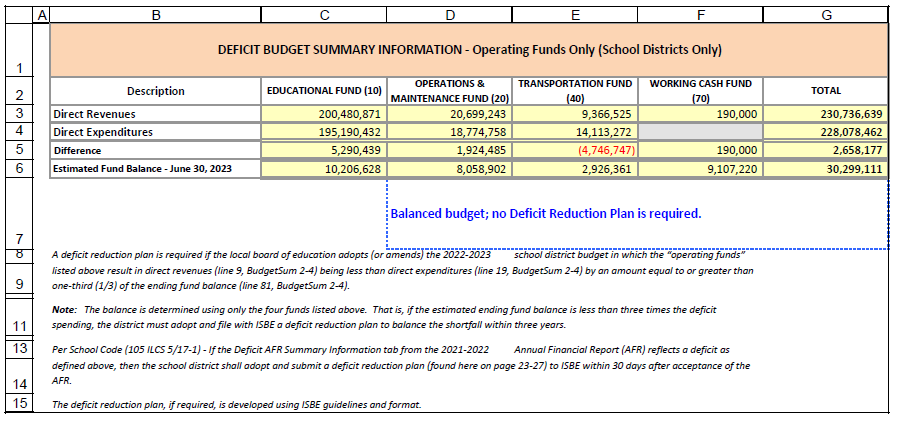 A B C D E F G
1 DEFICIT BUDGET SUMMARY INFORMATION - Operating Funds Only (School Districts Only)
2 Description EDUCATIONAL FUND (10) OPERATIONS & MAINTENANCE FUND (20) TRANSPORTATION FUND (40) WORKING CASH FUND (70) TOTAL
3 Direct Revenues 200,480,871 20,699,243 9,366,525 190,000 230,736,639
4 Direct Expenditures 195,190,432 18,774,758 14,113,272 228,078,462
5 Difference 5,290,439 1,924,485 (4,746,747) 190,000 2,658,177
6 Estimated Fund Balance - June 30, 2023 10,206,628 8,058,902 2,926,361 9,107,220 30,299,111
7 Balanced budget; no Deficit Reduction Plan is required.
8 A deficit reduction plan is required if the local board of education adopts (or amends) the 2022-2023 school district budget in which the "operating funds"
listed above result in direct revenues (line 9, BudgetSum 2-4) being less than direct expenditures (line 19, BudgetSum 2-4) by an amount equal to or greater than
9 one-third (1/3) of the ending fund balance (line 81, BudgetSum 2-4).
Note: The balance is determined using only the four funds listed above. That is, if the estimated ending fund balance is less than three times the deficit
11 spending, the district must adopt and file with ISBE a deficit reduction plan to balance the shortfall within three years.
13 Per School Code (105 ILCS 5/17-1) - If the Deficit AFR Summary Information tab from the 2021-2022 Annual Financial Report (AFR) reflects a deficit as
defined above, then the school district shall adopt and submit a deficit reduction plan (found here on page 23-27) to ISBE within 30 days after acceptance of the
14 AFR.
15 The deficit reduction plan, if required, is developed using ISBE guidelines and format.